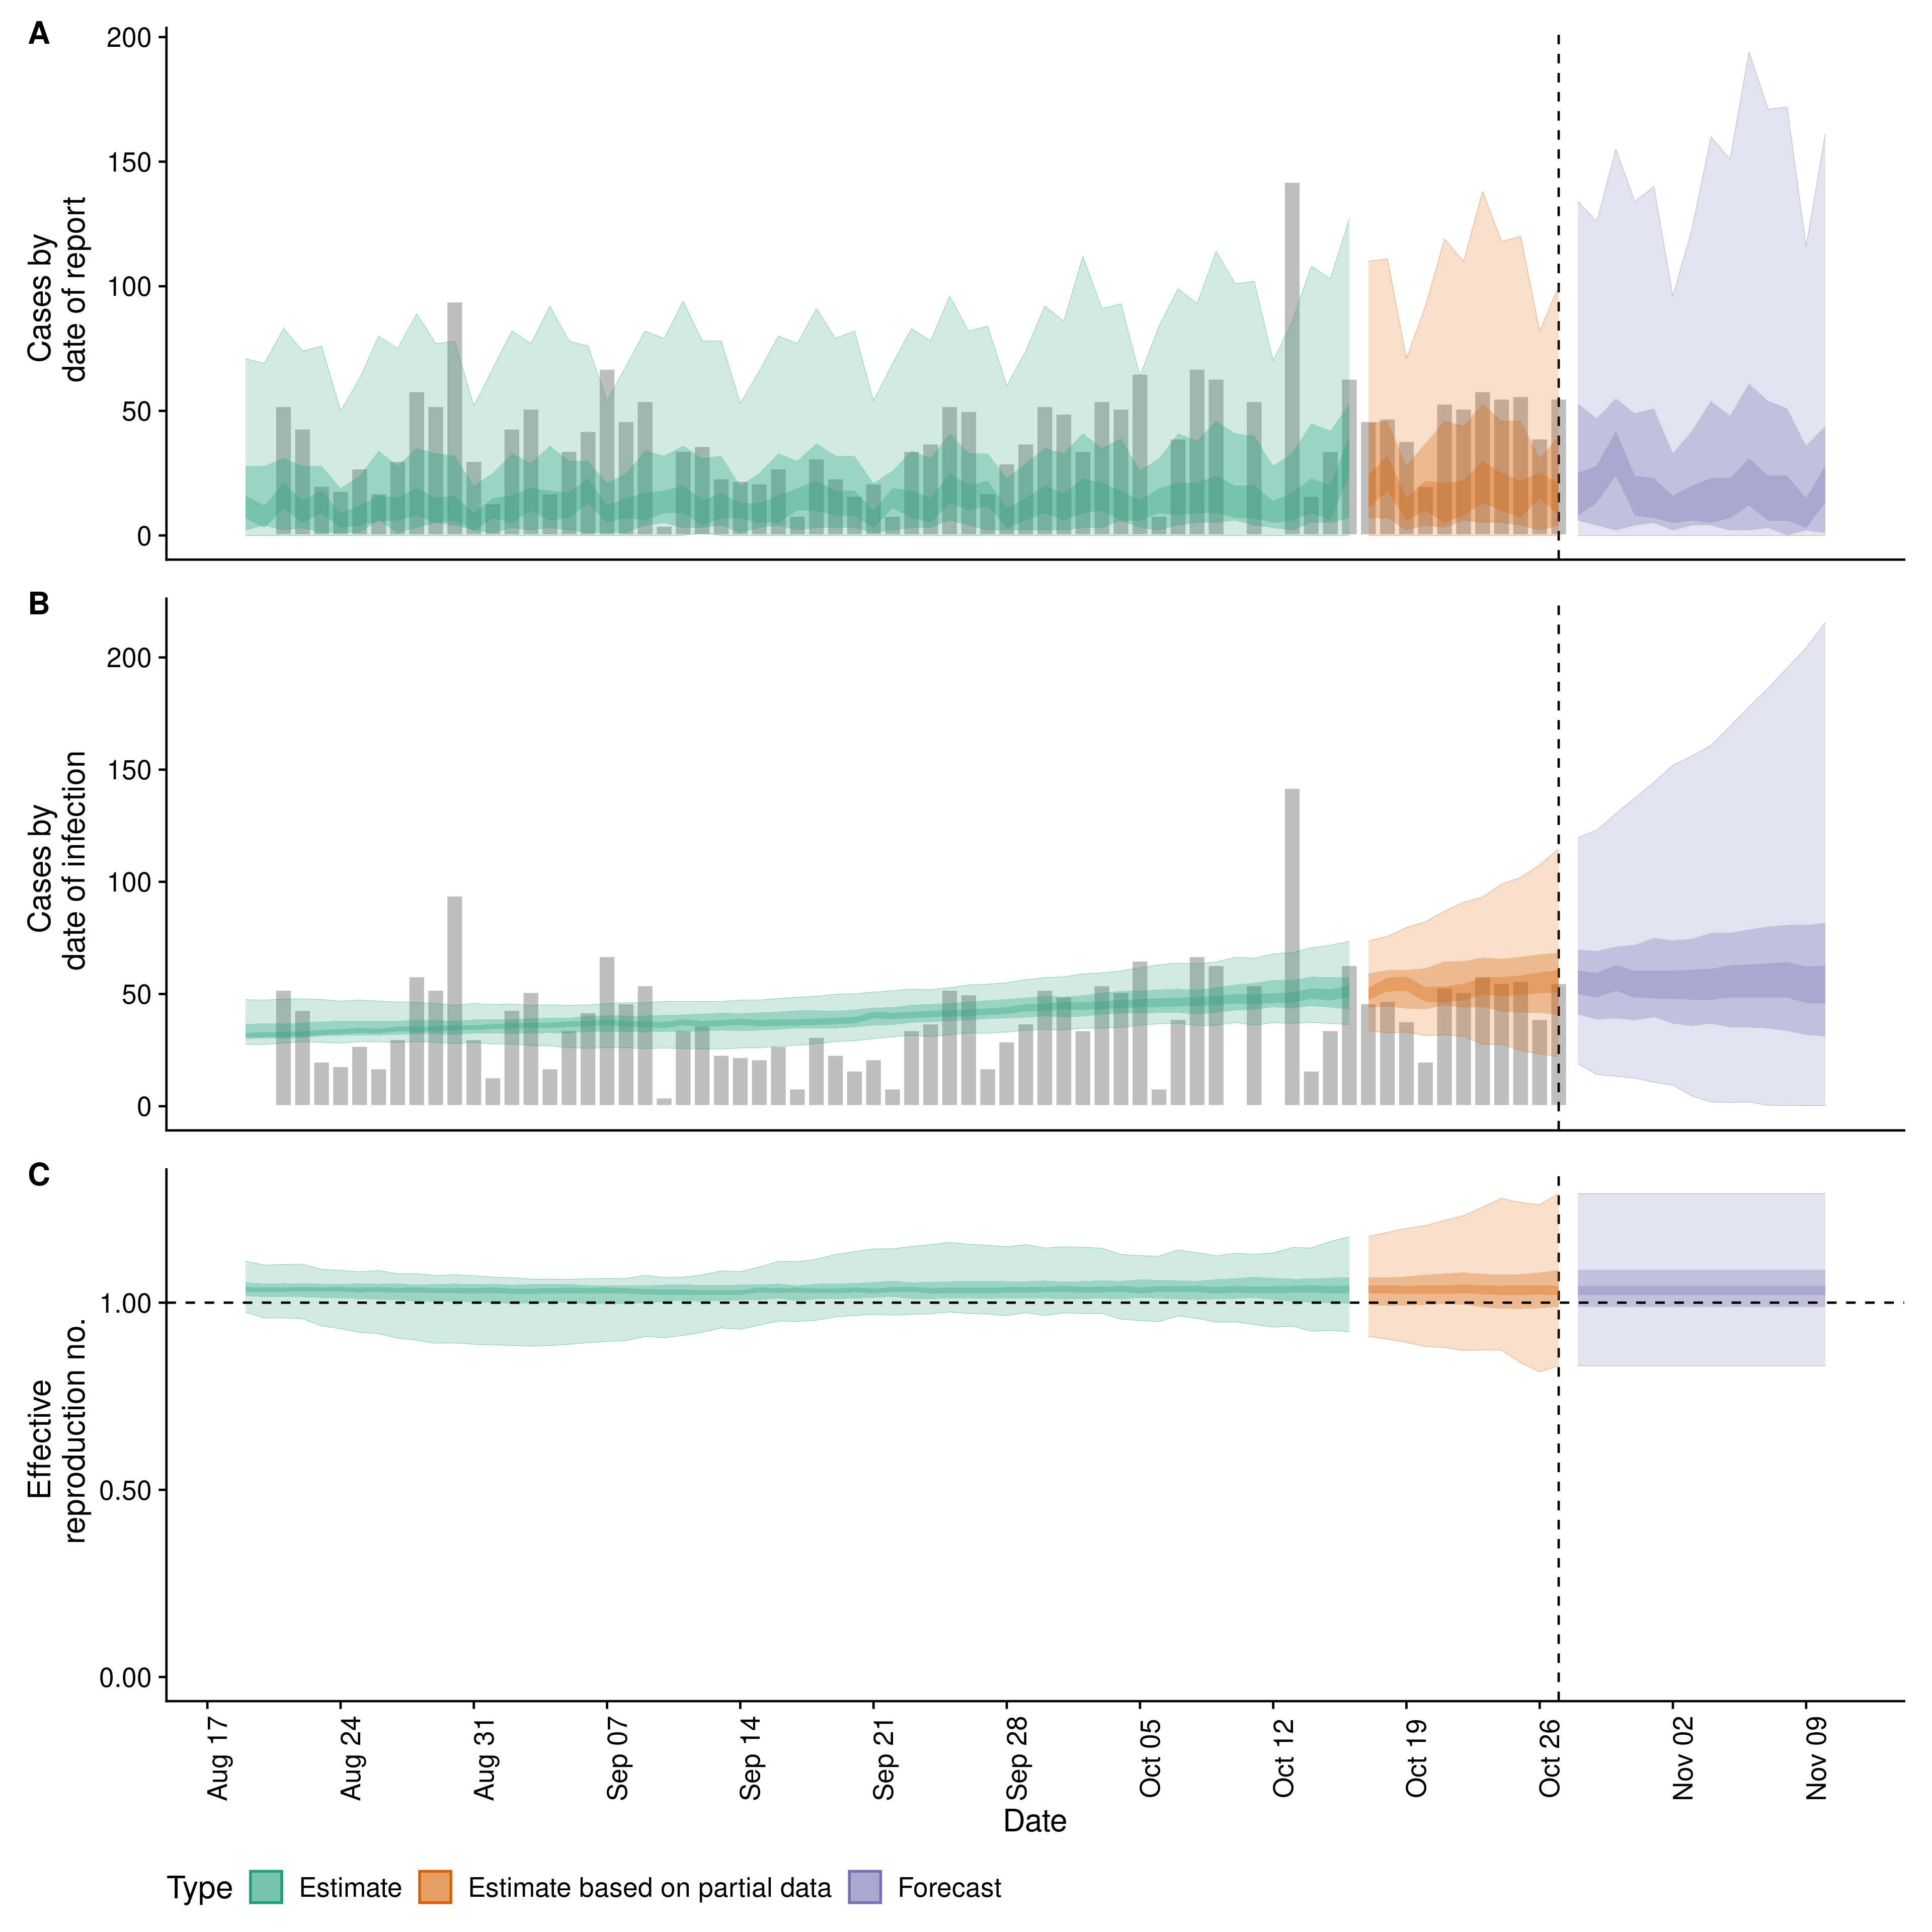 A
Cases by
date of report
200
150
100
50
0
B
Cases by
date of infection
200
150
100
50
0
C
Effective
reproduction no.
1.00
0.50
0.00
Aug 17
Aug 24
Aug 31
Sep 07
Sep 14
Sep 21
Sep 28
Oct 05
Oct 12
Oct 19
Oct 26
Nov 02
Nov 09
Date
Type Estimate Estimate based on partial data Forecast